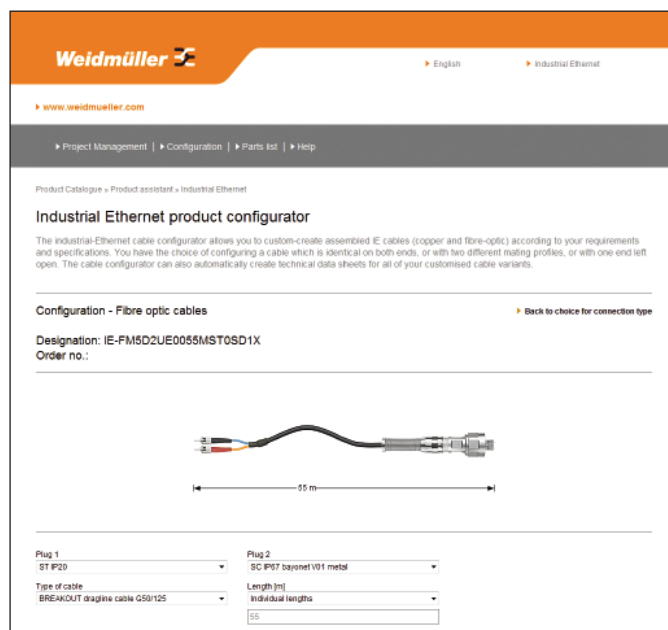 Weidmüller
English
Industrial Ethernet
www.weidmueller.com
Project Management | Configuration | Parts list | Help
Product Catalogue » Product assistant » Industrial Ethernet
Industrial Ethernet product configurator
The industrial-Ethernet cable configurator allows you to custom-create assembled IE cables (copper and fibre-optic) according to your requirements
and specifications. You have the choice of configuring a cable which is identical on both ends, or with two different mating profiles, or with one end left
open. The cable configurator can also automatically create technical data sheets for all of your customised cable variants.
Configuration - Fibre optic cables
Back to choice for connection type
Designation: IE-FM5D2UE0055MST0SD1X
Order no.:
55 m
Plug 1
Plug 2
ST IP20
SC IP67 bayonet V01 metal
Type of cable
Length [m]
BREAKOUT dragline cable G50/125
Individual lengths
55